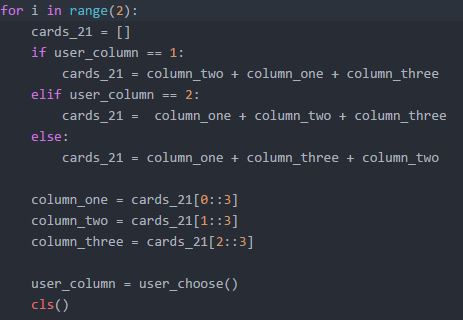 for i in range(2):
    cards_21 = []
    if user_column == 1:
        cards_21 = column_two + column_one + column_three
    elif user_column == 2:
        cards_21 =  column_one + column_two + column_three
    else:
        cards_21 = column_one + column_three + column_two

    column_one = cards_21[0::3]
    column_two = cards_21[1::3]
    column_three = cards_21[2::3]

    user_column = user_choose()
    cls()